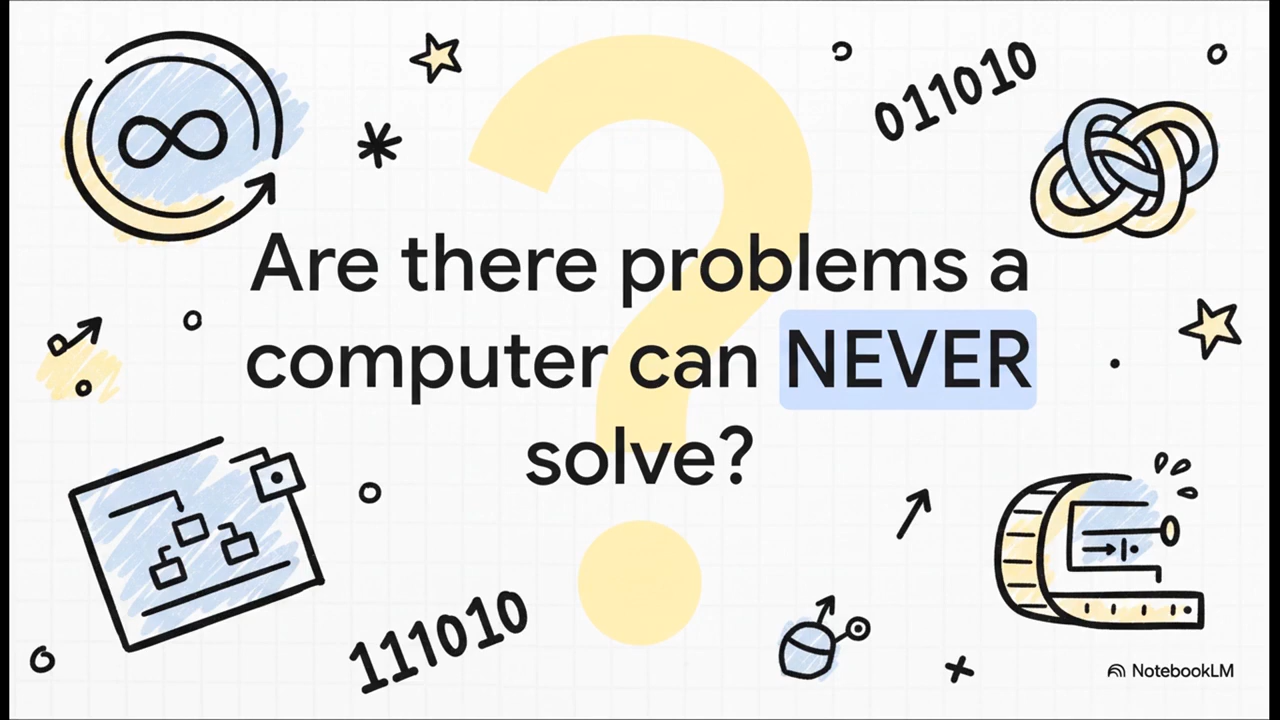 011010
Are there problems a
computer can NEVER
solve?
111010
NotebookLM